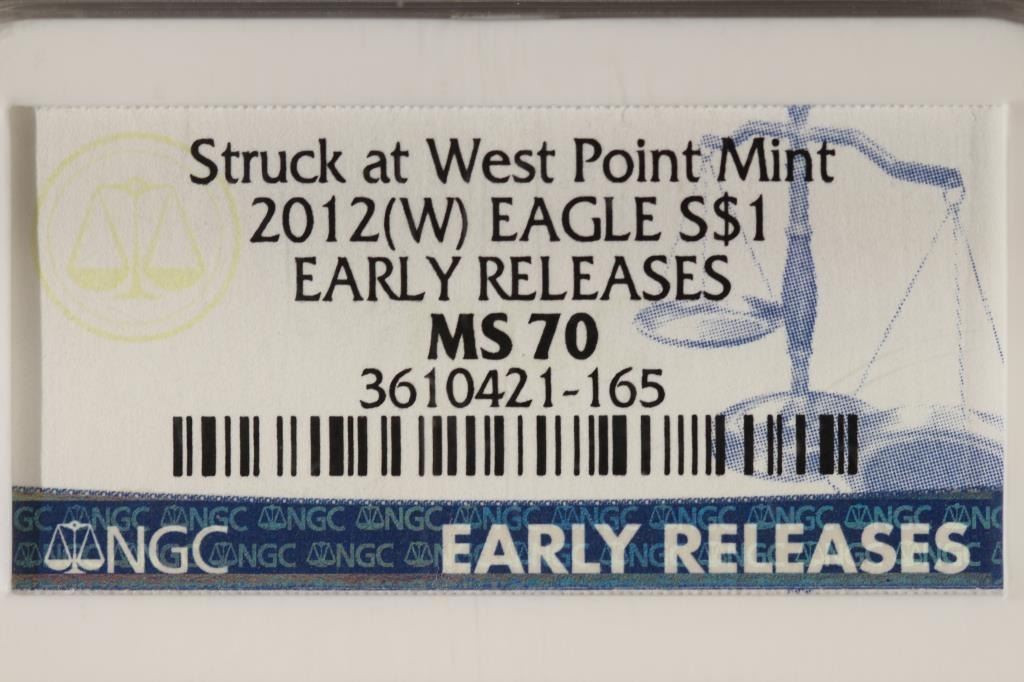 Struck at West Point Mint
2012(W) EAGLE S$1
EARLY RELEASES
MS 70
3610421-165
NGC EARLY RELEASES